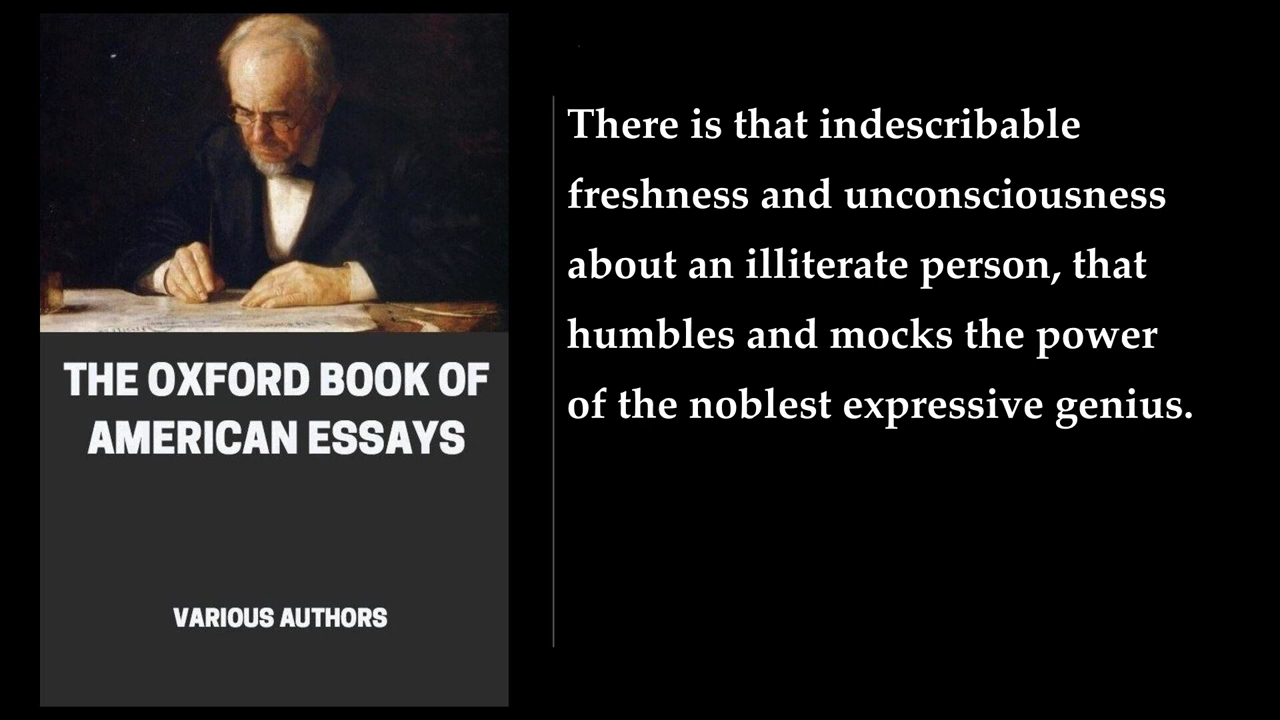 THE OXFORD BOOK OF
AMERICAN ESSAYS
VARIOUS AUTHORS
There is that indescribable
freshness and unconsciousness
about an illiterate person, that
humbles and mocks the power
of the noblest expressive genius.